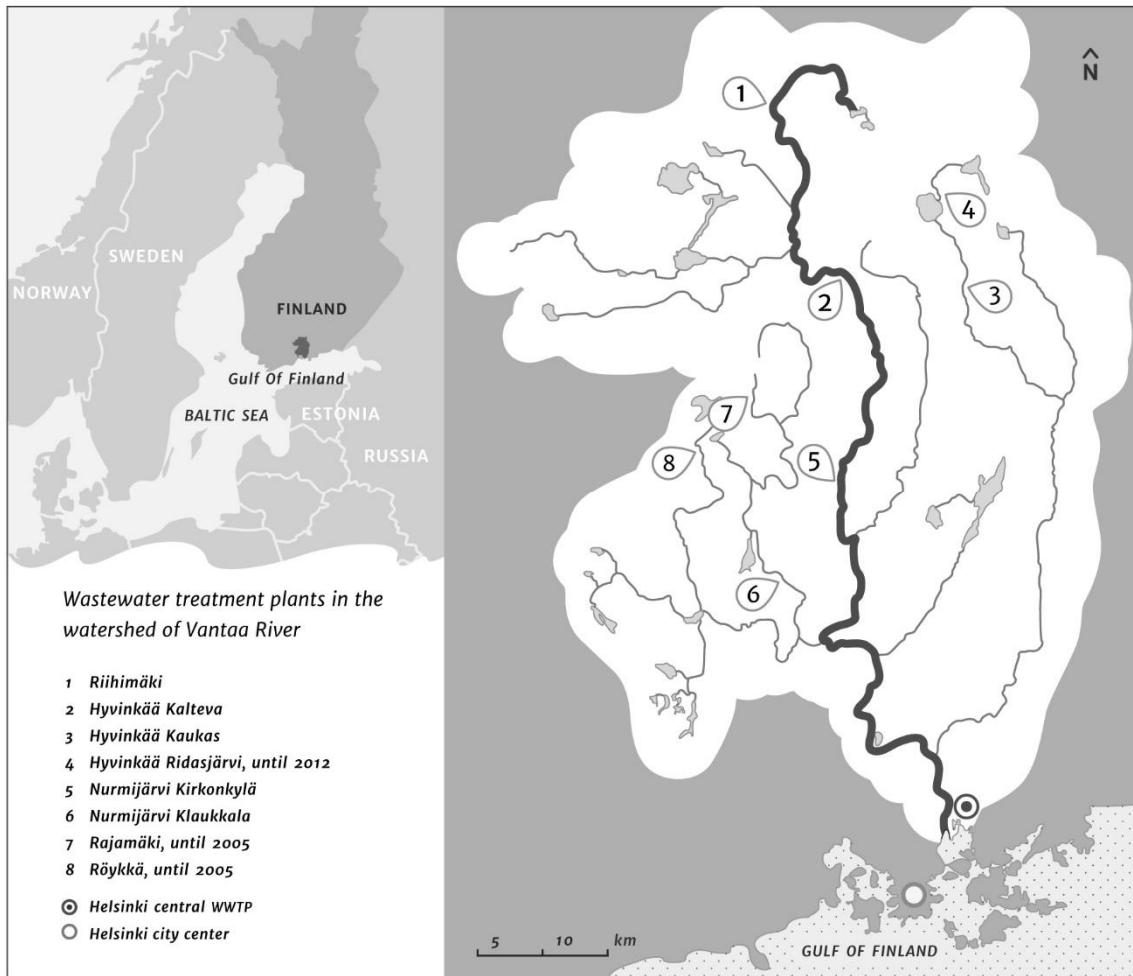 NORWAY
SWEDEN
FINLAND
Gulf Of Finland
BALTIC SEA
ESTONIA
RUSSIA
Wastewater treatment plants in the
watershed of Vantaa River
1 Riihimäki
2 Hyvinkää Kalteva
3 Hyvinkää Kaukas
4 Hyvinkää Ridasjärvi, until 2012
5 Nurmijärvi Kirkonkylä
6 Nurmijärvi Klaukkala
7 Rajamäki, until 2005
8 Röykkä, until 2005
Helsinki central WWTP
Helsinki city center
N
1
4
3
2
7
8
5
6
5 10 km
GULF OF FINLAND